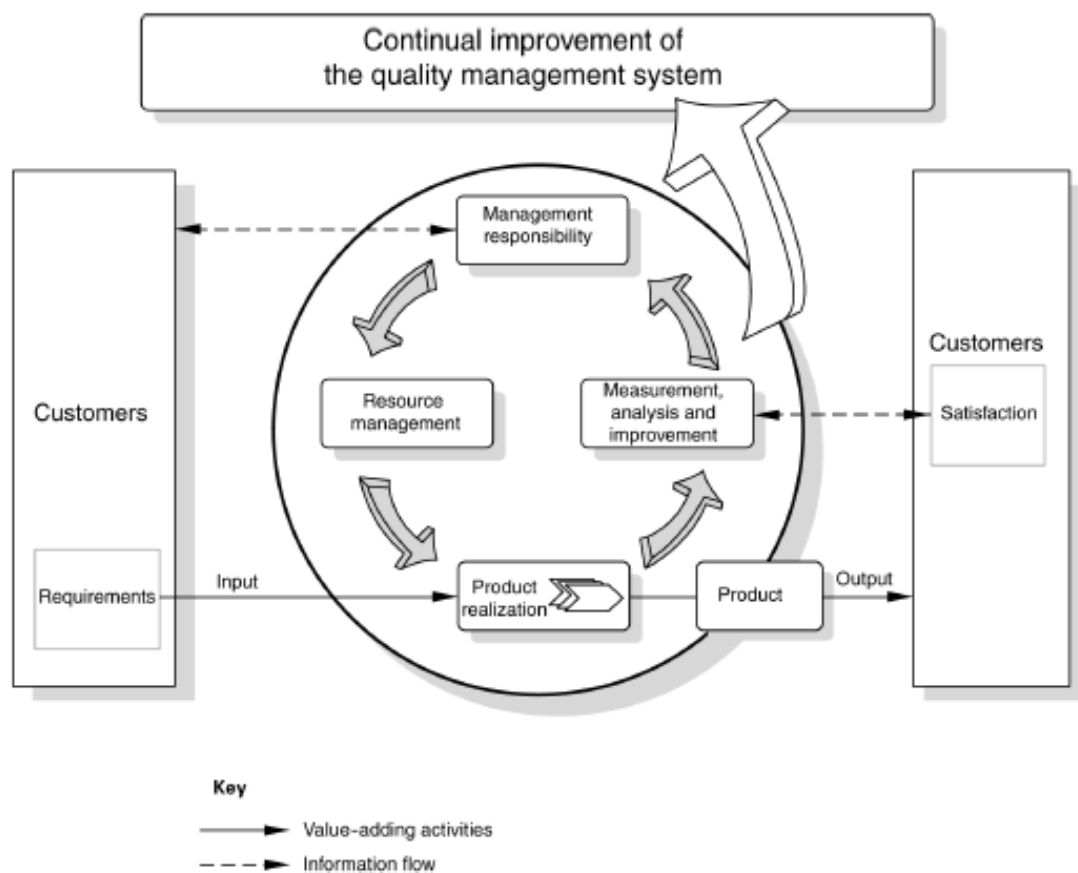 Continual improvement of
the quality management system
Management
responsibility
Customers
Resource
management
Measurement,
analysis and
improvement
Customers
Satisfaction
Requirements
Input
Product
realization
Product
Output
Key
Value-adding activities
Information flow